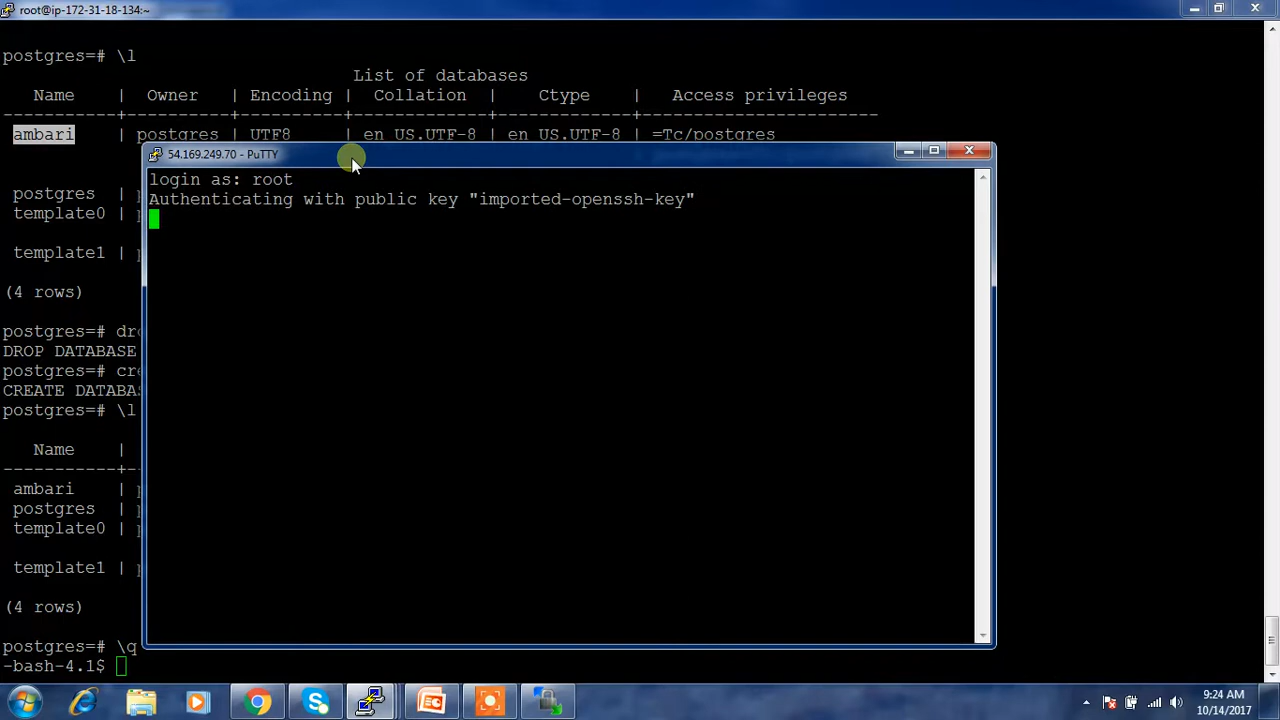 root@ip-172-31-18-134:~
postgres=# \l
List of databases
Name | Owner | Encoding | Collation | Ctype | Access privileges
-----------+----------+----------+-------------+-------------+-----------------------
ambari | postgres | UTF8 | en_US.UTF-8 | en_US.UTF-8 | =Tc/postgres
postgres |
template0 |
template1 |
(4 rows)
postgres=# dro
DROP DATABASE
postgres=# cre
CREATE DATABAS
postgres=# \l
Name |
-----------+-
ambari |
postgres |
template0 |
template1 |
(4 rows)
postgres=# \q
-bash-4.1$
54.169.249.70 - PuTTY
login as: root
Authenticating with public key "imported-openssh-key"
9:24 AM
10/14/2017